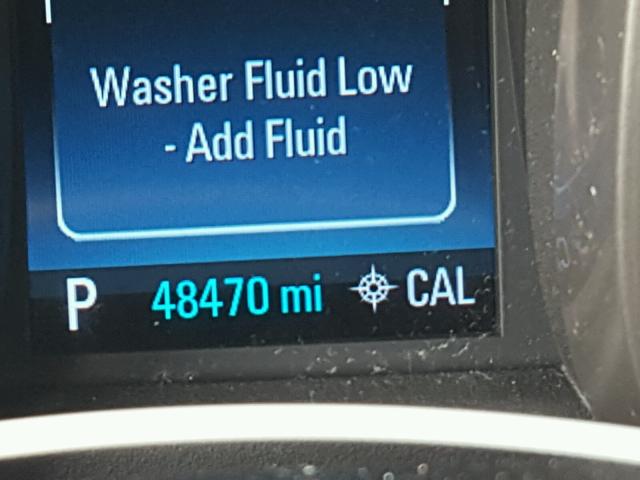 Washer Fluid Low
- Add Fluid
P 48470 mi CAL